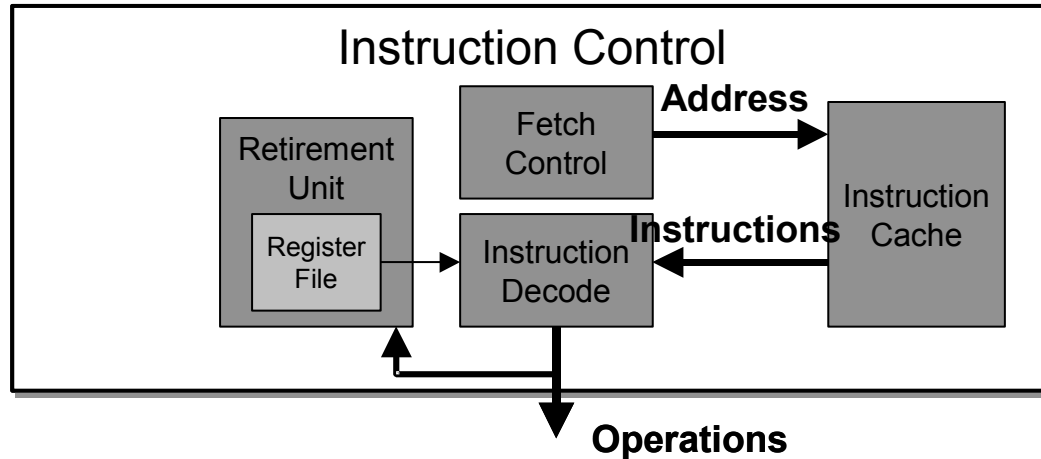 Instruction Control
Address
Fetch
Control
Retirement
Unit
Instruction
Cache
Instructions
Register
File
Instruction
Decode
Operations